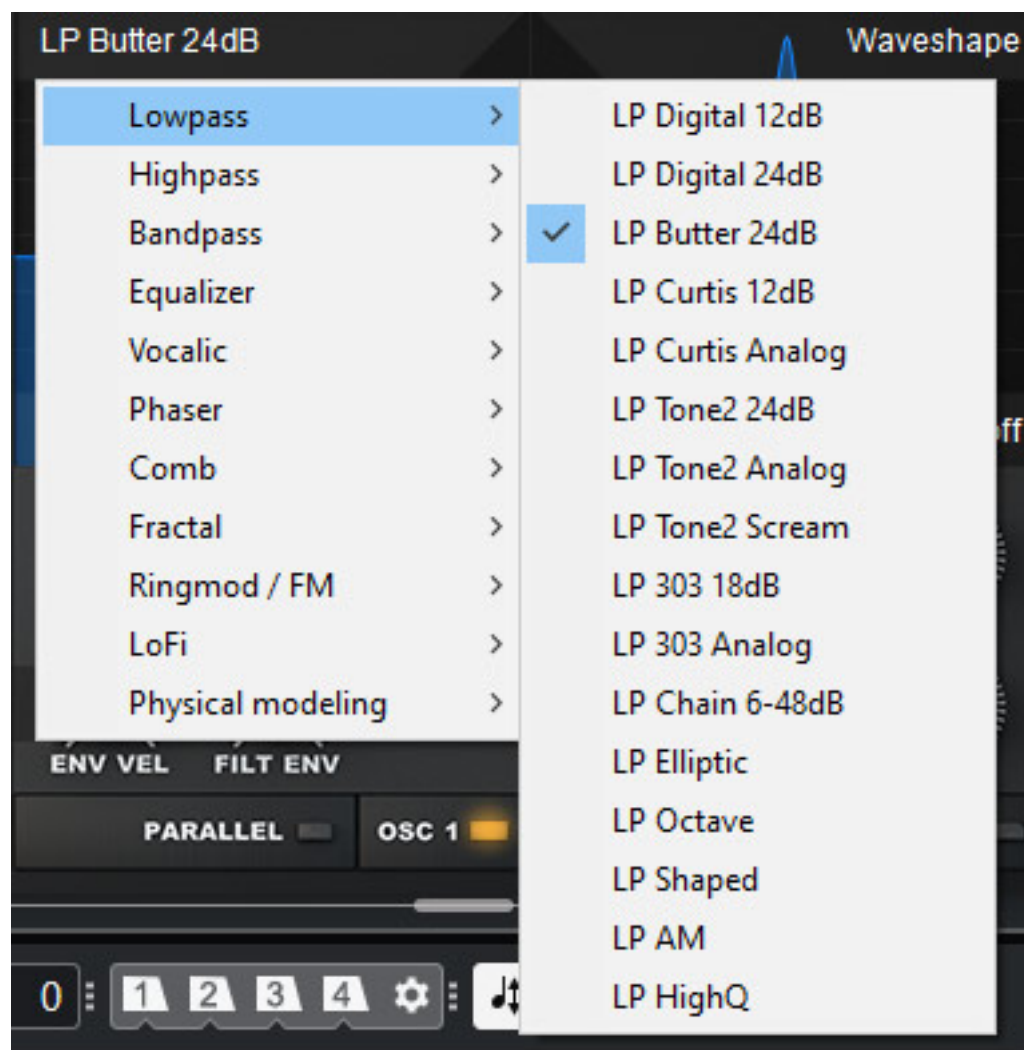 LP Butter 24dB
Waveshape
Lowpass
Highpass
Bandpass
Equalizer
Vocalic
Phaser
Comb
Fractal
Ringmod / FM
LoFi
Physical modeling
LP Digital 12dB
LP Digital 24dB
LP Butter 24dB
LP Curtis 12dB
LP Curtis Analog
LP Tone2 24dB
LP Tone2 Analog
LP Tone2 Scream
LP 303 18dB
LP 303 Analog
LP Chain 6-48dB
LP Elliptic
LP Octave
LP Shaped
LP AM
LP HighQ
ff
ENV VEL FILT ENV
PARALLEL OSC 1
0 1 2 3 4